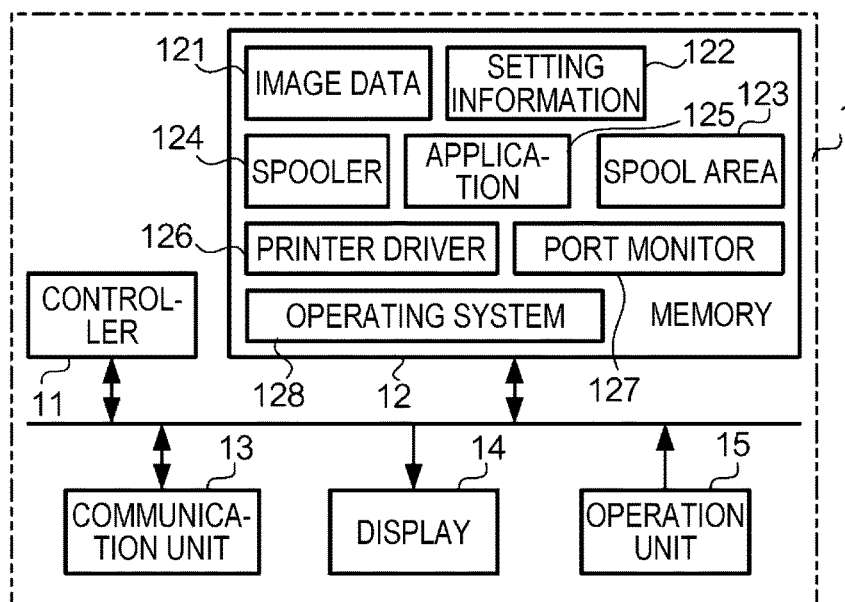 121
IMAGE DATA
SETTING
INFORMATION
122
123
124
SPOOLER
APPLICA-
TION
125
SPOOL AREA
126
PRINTER DRIVER
PORT MONITOR
CONTROL-
LER
OPERATING SYSTEM
MEMORY
11
128
12
127
13
14
15
COMMUNICA-
TION UNIT
DISPLAY
OPERATION
UNIT